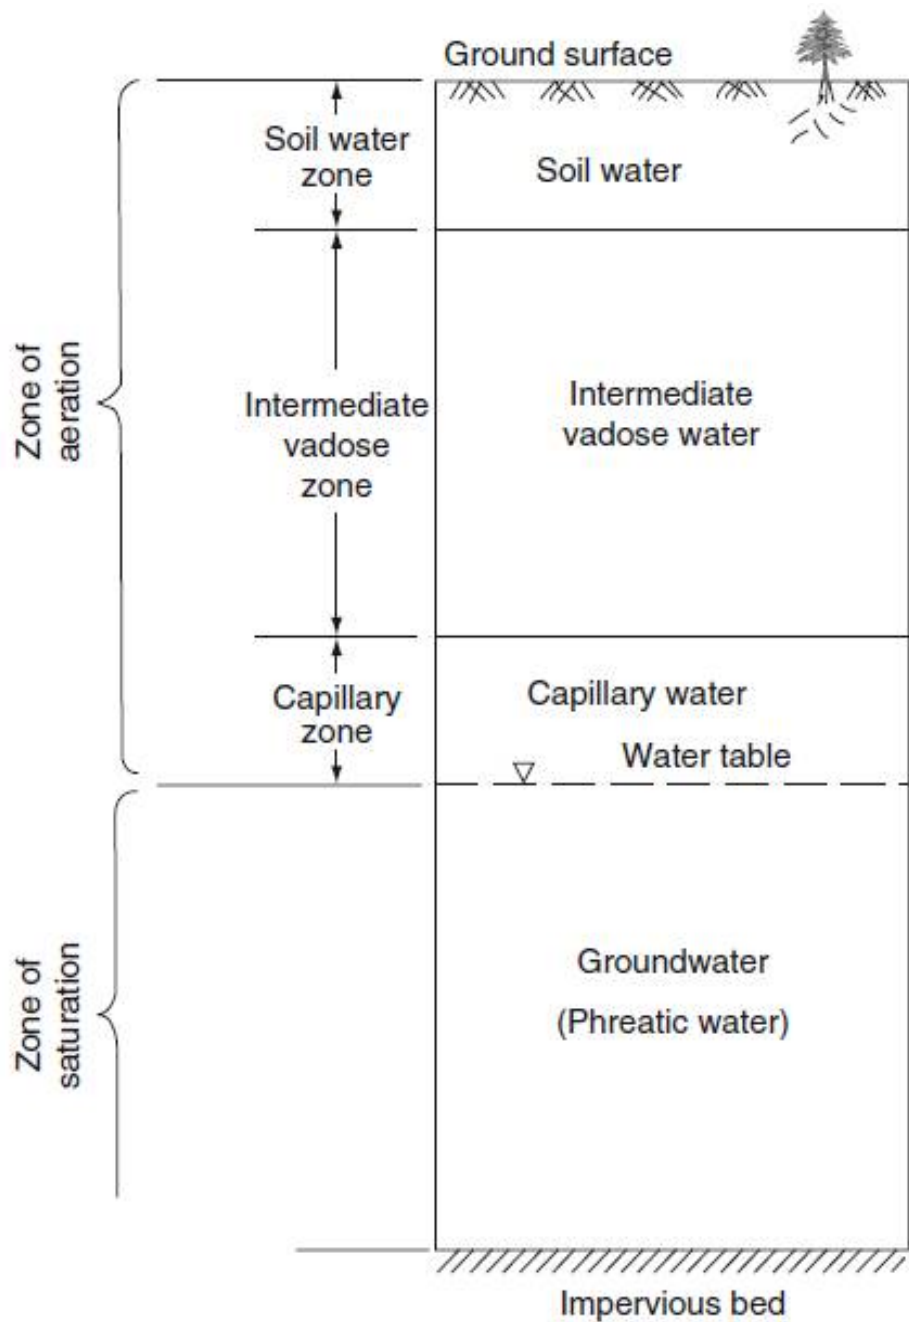 Ground surface
Soil water
zone
Soil water
Zone of
aeration
Intermediate
vadose
zone
Intermediate
vadose water
Capillary
zone
Capillary water
Water table
Zone of
saturation
Groundwater
(Phreatic water)
Impervious bed